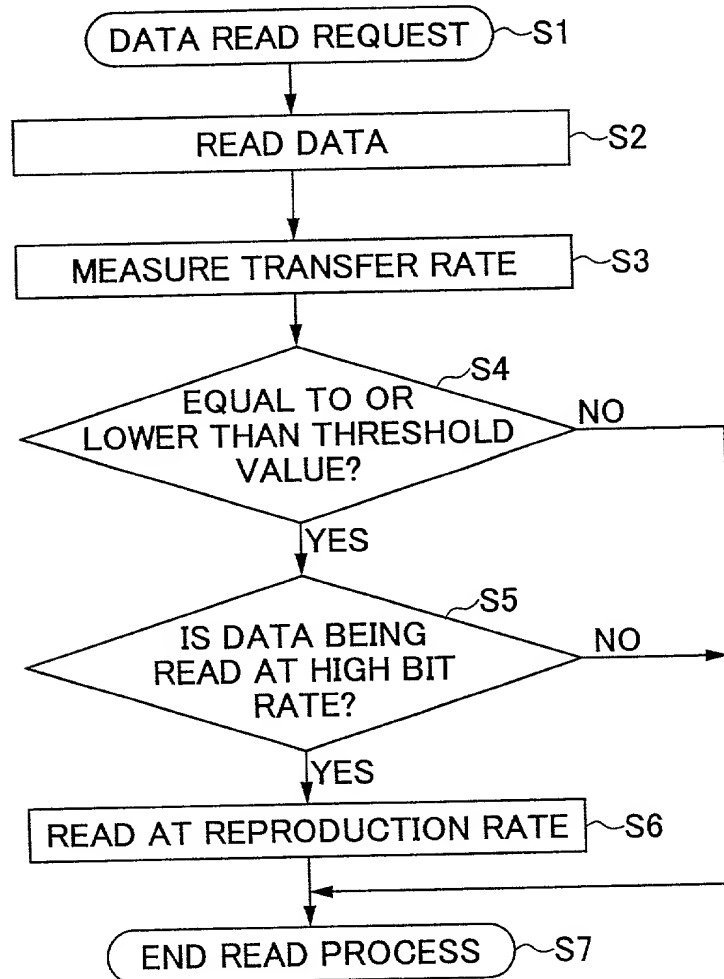 DATA READ REQUEST
S1
READ DATA
S2
MEASURE TRANSFER RATE
S3
S4
EQUAL TO OR
LOWER THAN THRESHOLD
VALUE?
NO
YES
S5
IS DATA BEING
READ AT HIGH BIT
RATE?
NO
YES
READ AT REPRODUCTION RATE
S6
END READ PROCESS
S7